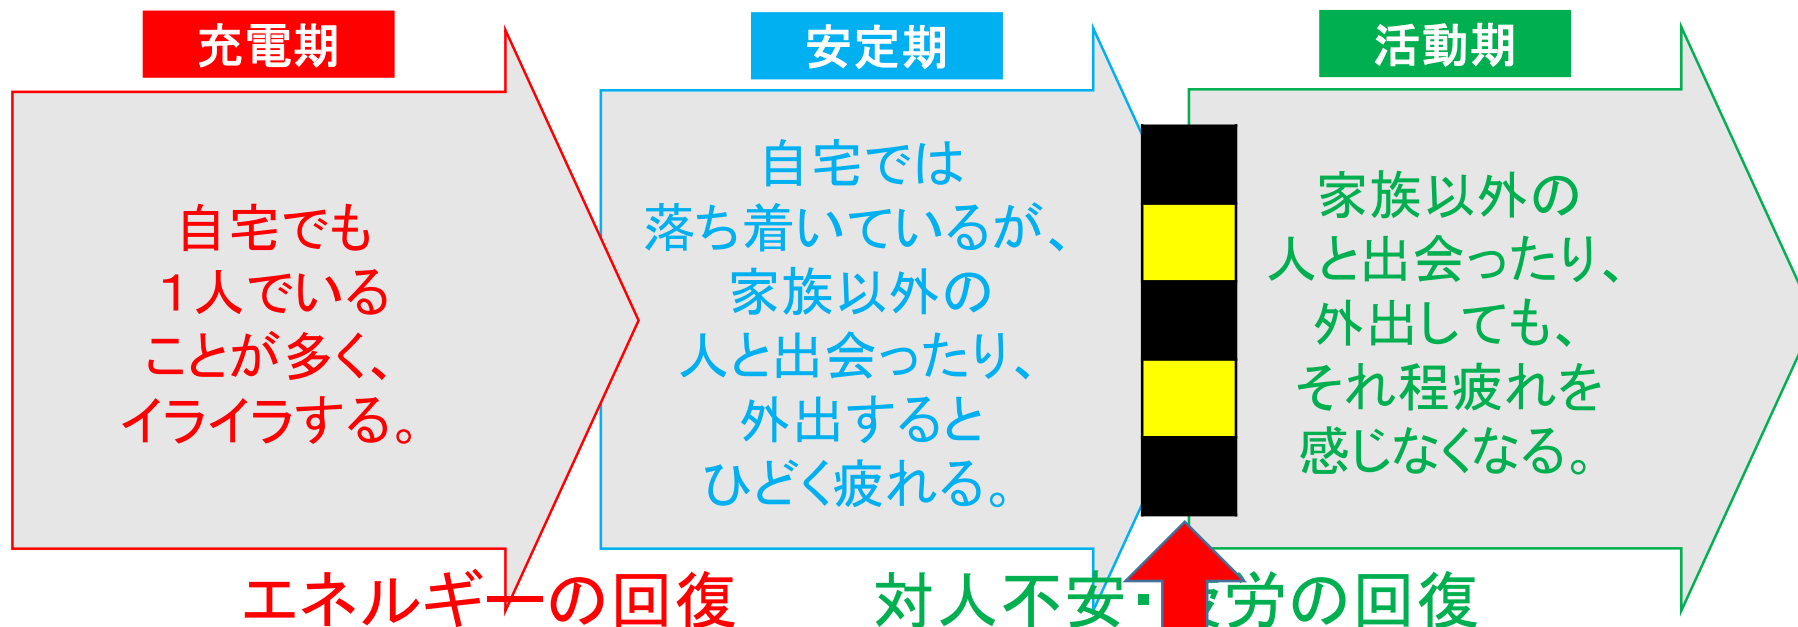 充電期
自宅でも
１人でいる
ことが多く、
イライラする。
安定期
自宅では
落ち着いているが、
家族以外の
人と出会ったり、
外出すると
ひどく疲れる。
活動期
家族以外の
人と出会ったり、
外出しても、
それ程疲れを
感じなくなる。
エネルギーの回復
対人不安・疲労の回復